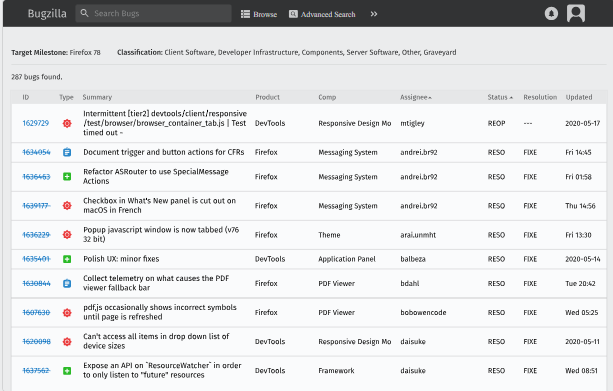 Bugzilla Search Bugs Browse Advanced Search »
Target Milestone: Firefox 78 Classification: Client Software, Developer Infrastructure, Components, Server Software, Other, Graveyard
287 bugs found.
ID Type Summary Product Comp Assignee Status Resolution Updated
Intermittent [tier2] devtools/client/responsive
1629729 /test/browser/browser_container_tab.js | Test DevTools Responsive Design Mo mtigley REOP --- 2020-05-17
timed out -
1634054 Document trigger and button actions for CFRs Firefox Messaging System andrei.br92 RESO FIXE Fri 14:45
1636463 Refactor ASRouter to use SpecialMessage Firefox Messaging System andrei.br92 RESO FIXE Fri 01:58
Actions
1639177 Checkbox in What's New panel is cut out on Firefox Messaging System andrei.br92 RESO FIXE Thu 14:56
macOS in French
1636229 Popup javascript window is now tabbed (v76 Firefox Theme arai.unmht RESO FIXE Fri 13:30
32 bit)
1635401 Polish UX: minor fixes DevTools Application Panel balbeza RESO FIXE 2020-05-14
1630844 Collect telemetry on what causes the PDF Firefox PDF Viewer bdahl RESO FIXE Tue 20:42
viewer fallback bar
1607630 pdf.js occasionally shows incorrect symbols Firefox PDF Viewer bobowencode RESO FIXE Wed 05:25
until page is refreshed
1620098 Can't access all items in drop down list of DevTools Responsive Design Mo daisuke RESO FIXE 2020-05-11
device sizes
1637562 Expose an API on `ResourceWatcher` in order DevTools Framework daisuke RESO FIXE Wed 08:51
to only listen to "future" resources